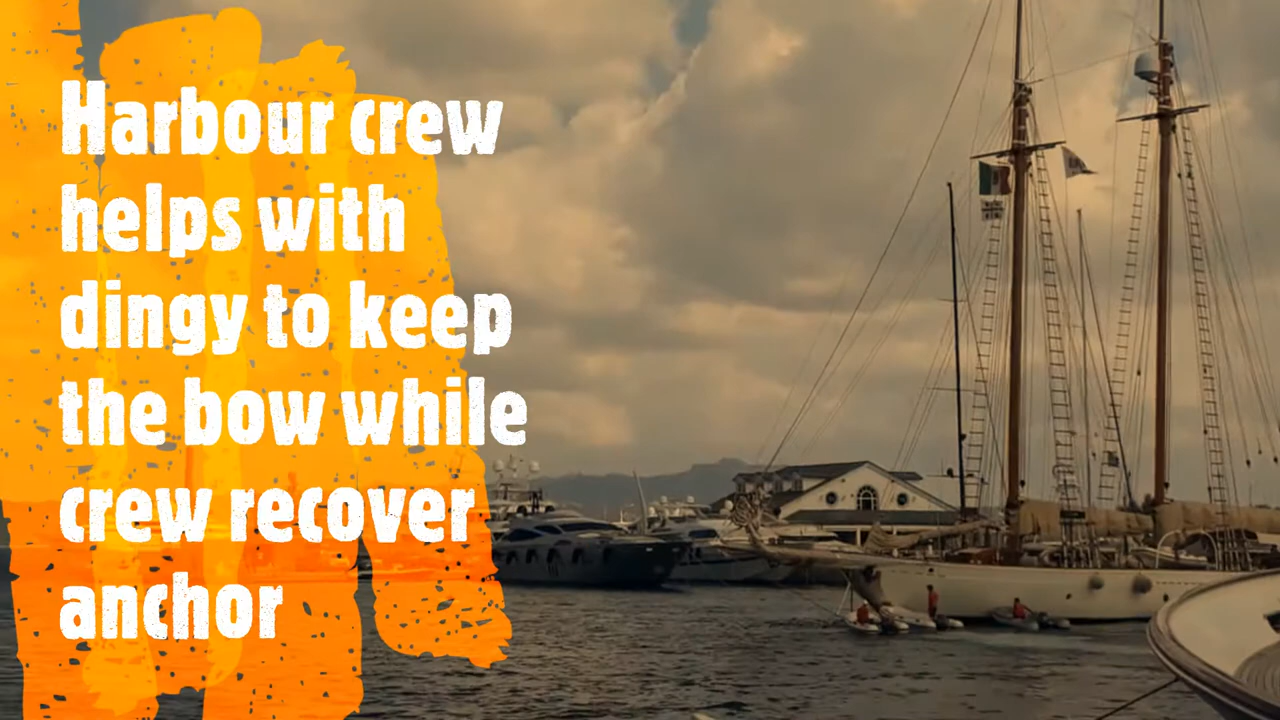 Harbour crew
helps with
dingy to keep
the bow while
crew recover
anchor